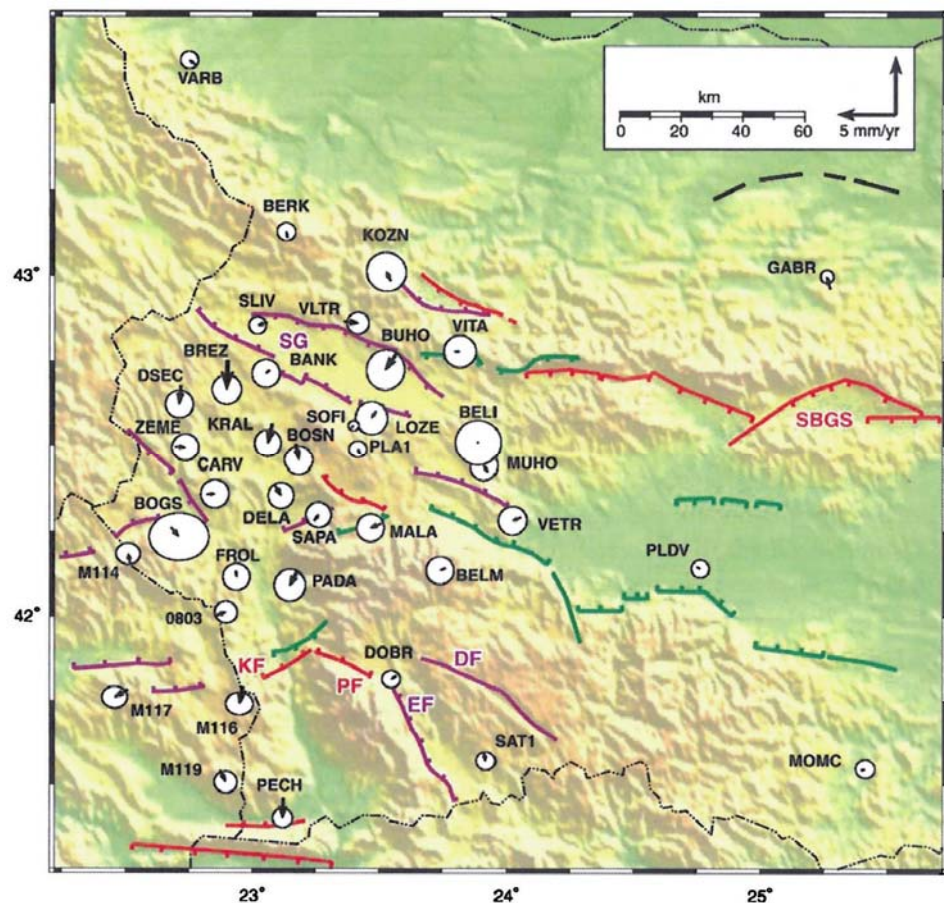 VARB
km
0 20 40 60
5 mm/yr
BERK
KOZN
GABR
43°
SLIV
VLTR
BUHO
VITA
SG
BREZ
BANK
DSEC
SOFI
LOZE
BELI
SBGS
ZEME
KRAL
BOSN
PLA1
MUHO
CARV
BOGS
DELA
SAPA
MALA
VETR
M114
FROL
PADA
BELM
PLDV
42°
0803
KF
PF
DOBR
DF
EF
M117
M116
SAT1
MOMC
M119
PECH
23°
24°
25°